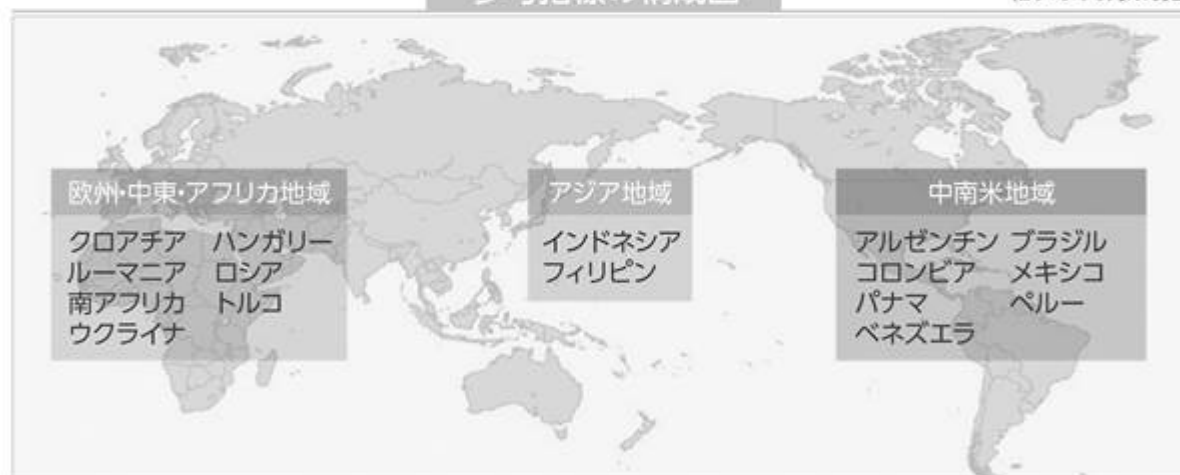 欧州・中東・アフリカ地域
クロアチア ハンガリー
ルーマニア ロシア
南アフリカ トルコ
ウクライナ
アジア地域
インドネシア
フィリピン
中南米地域
アルゼンチン ブラジル
コロンビア メキシコ
パナマ ペルー
ベネズエラ